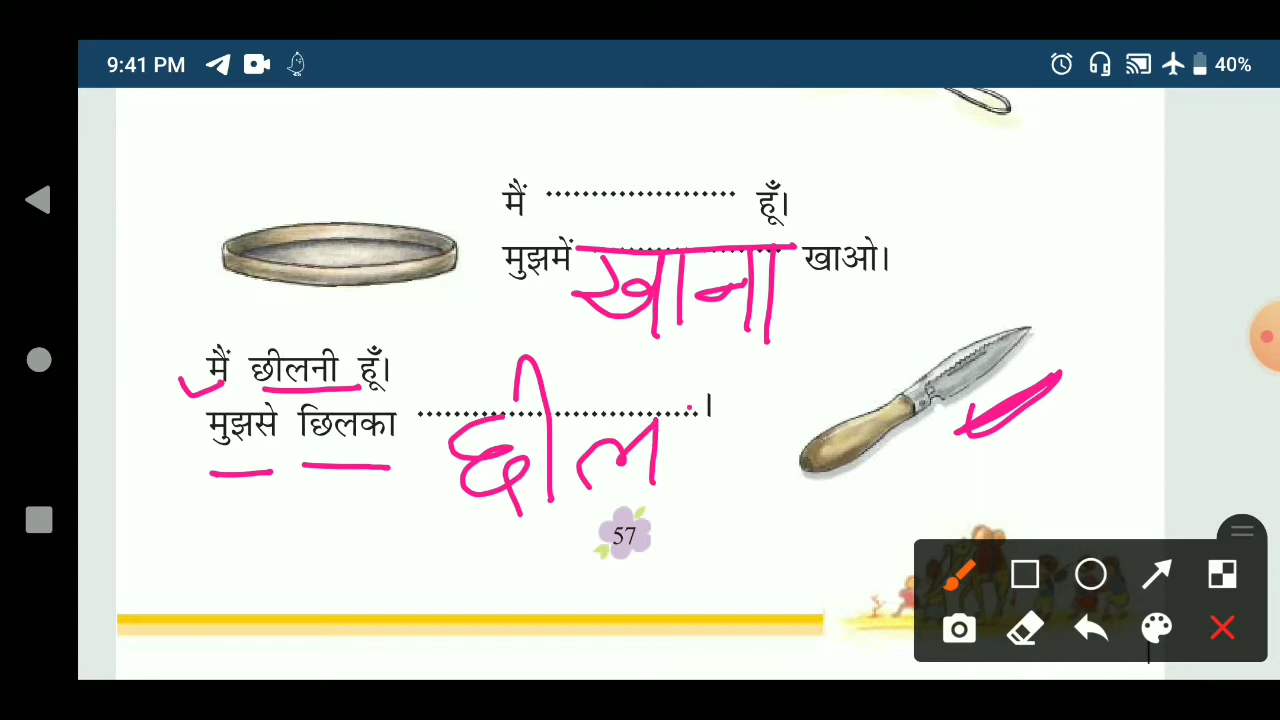 9:41 PM
40%
मैं .................... हूँ।
मुझमें खाना खाओ।
मैं छीलनी हूँ।
मुझसे छिलका छील ।
57